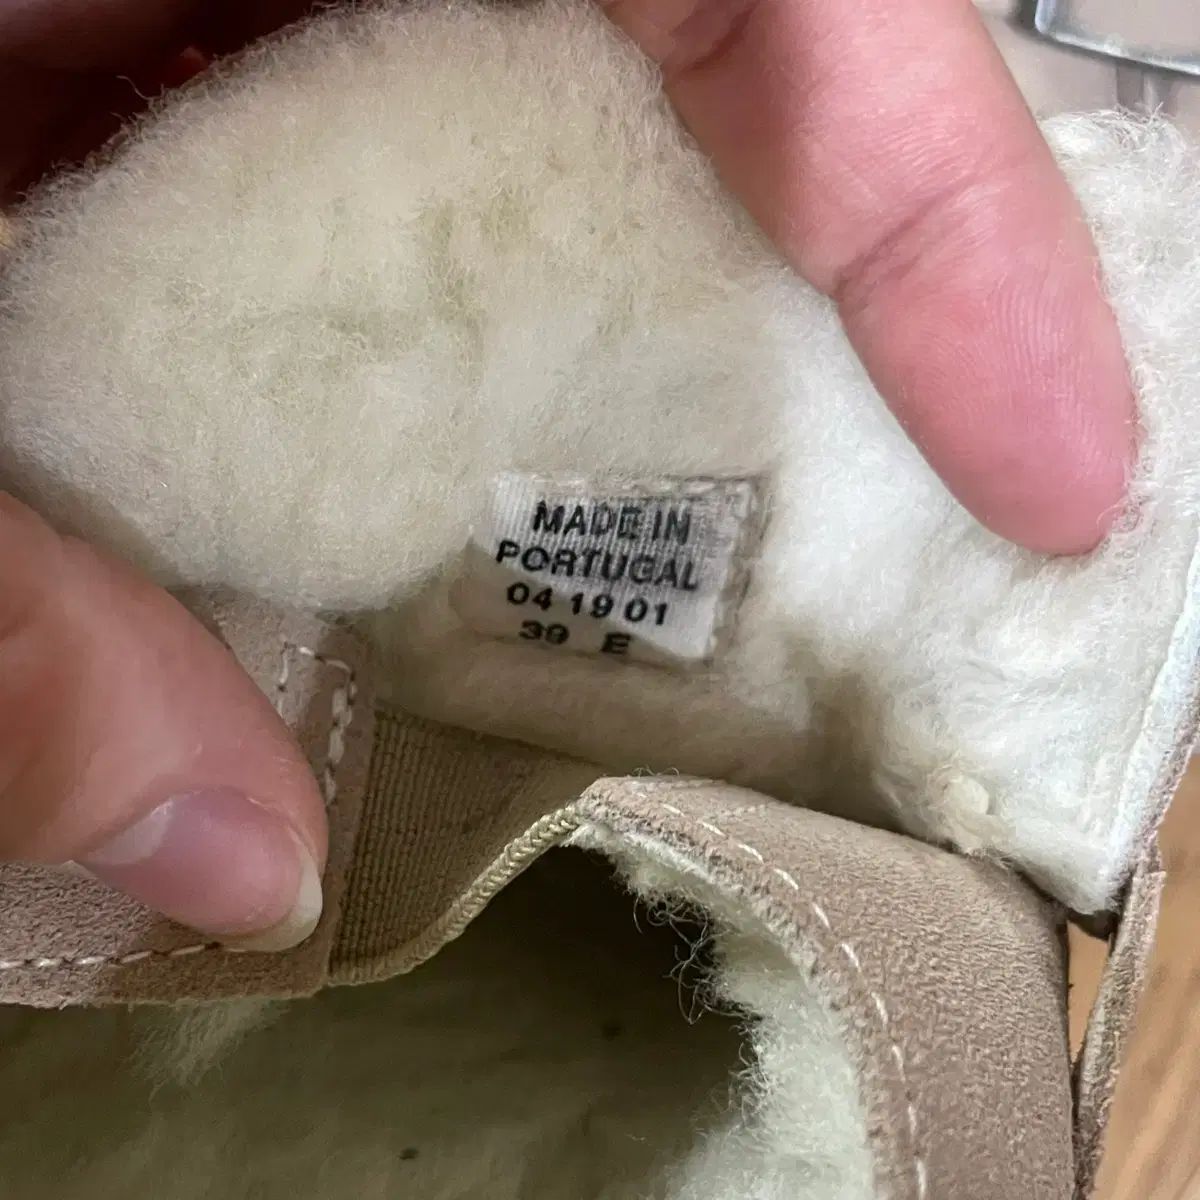 MADE IN
PORTUGAL
04 19 01
39 E